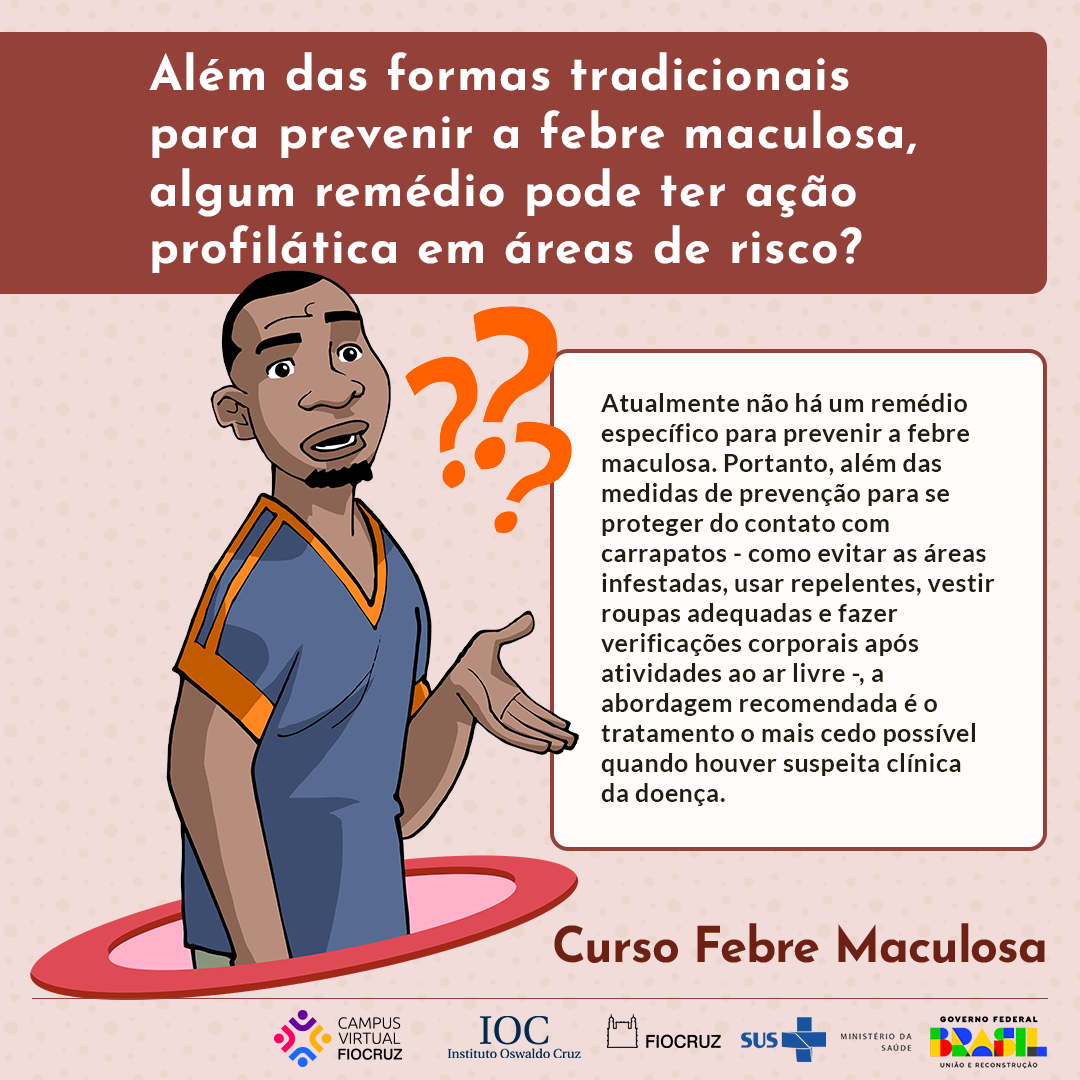 Além das formas tradicionais
para prevenir a febre maculosa,
algum remédio pode ter ação
profilática em áreas de risco?
???
Atualmente não há um remédio
específico para prevenir a febre
maculosa. Portanto, além das
medidas de prevenção para se
proteger do contato com
carrapatos - como evitar as áreas
infestadas, usar repelentes, vestir
roupas adequadas e fazer
verificações corporais após
atividades ao ar livre -, a
abordagem recomendada é o
tratamento o mais cedo possível
quando houver suspeita clínica
da doença.
Curso Febre Maculosa
CAMPUS
VIRTUAL
FIOCRUZ
IOC
Instituto Oswaldo Cruz
FIOCRUZ
SUS
MINISTÉRIO DA
SAÚDE
GOVERNO FEDERAL
BRASIL
UNIÃO E RECONSTRUÇÃO